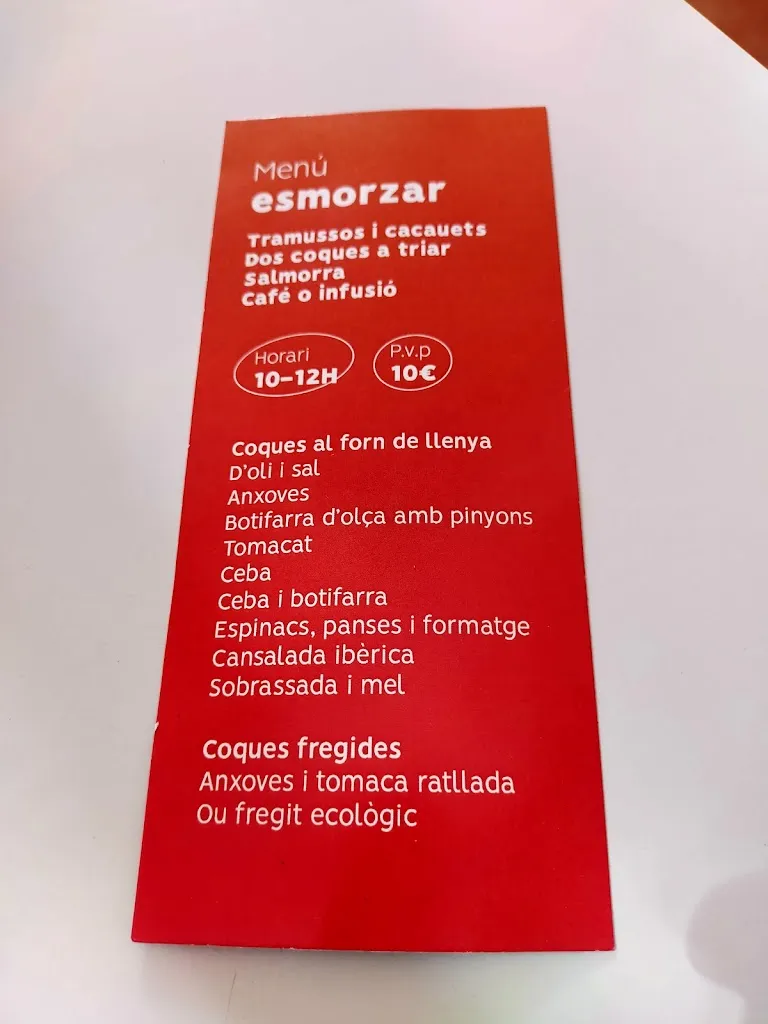 Menú
esmorzar
Tramussos i cacauets
Dos coques a triar
Salmorra
Café o infusió
Horari
10-12H
P.v.p
10€
Coques al forn de llenya
D'oli i sal
Anxoves
Botifarra d'olça amb pinyons
Tomacat
Ceba
Ceba i botifarra
Espinacs, panses i formatge
Cansalada ibèrica
Sobrassada i mel
Coques fregides
Anxoves i tomaca ratllada
Ou fregit ecològic